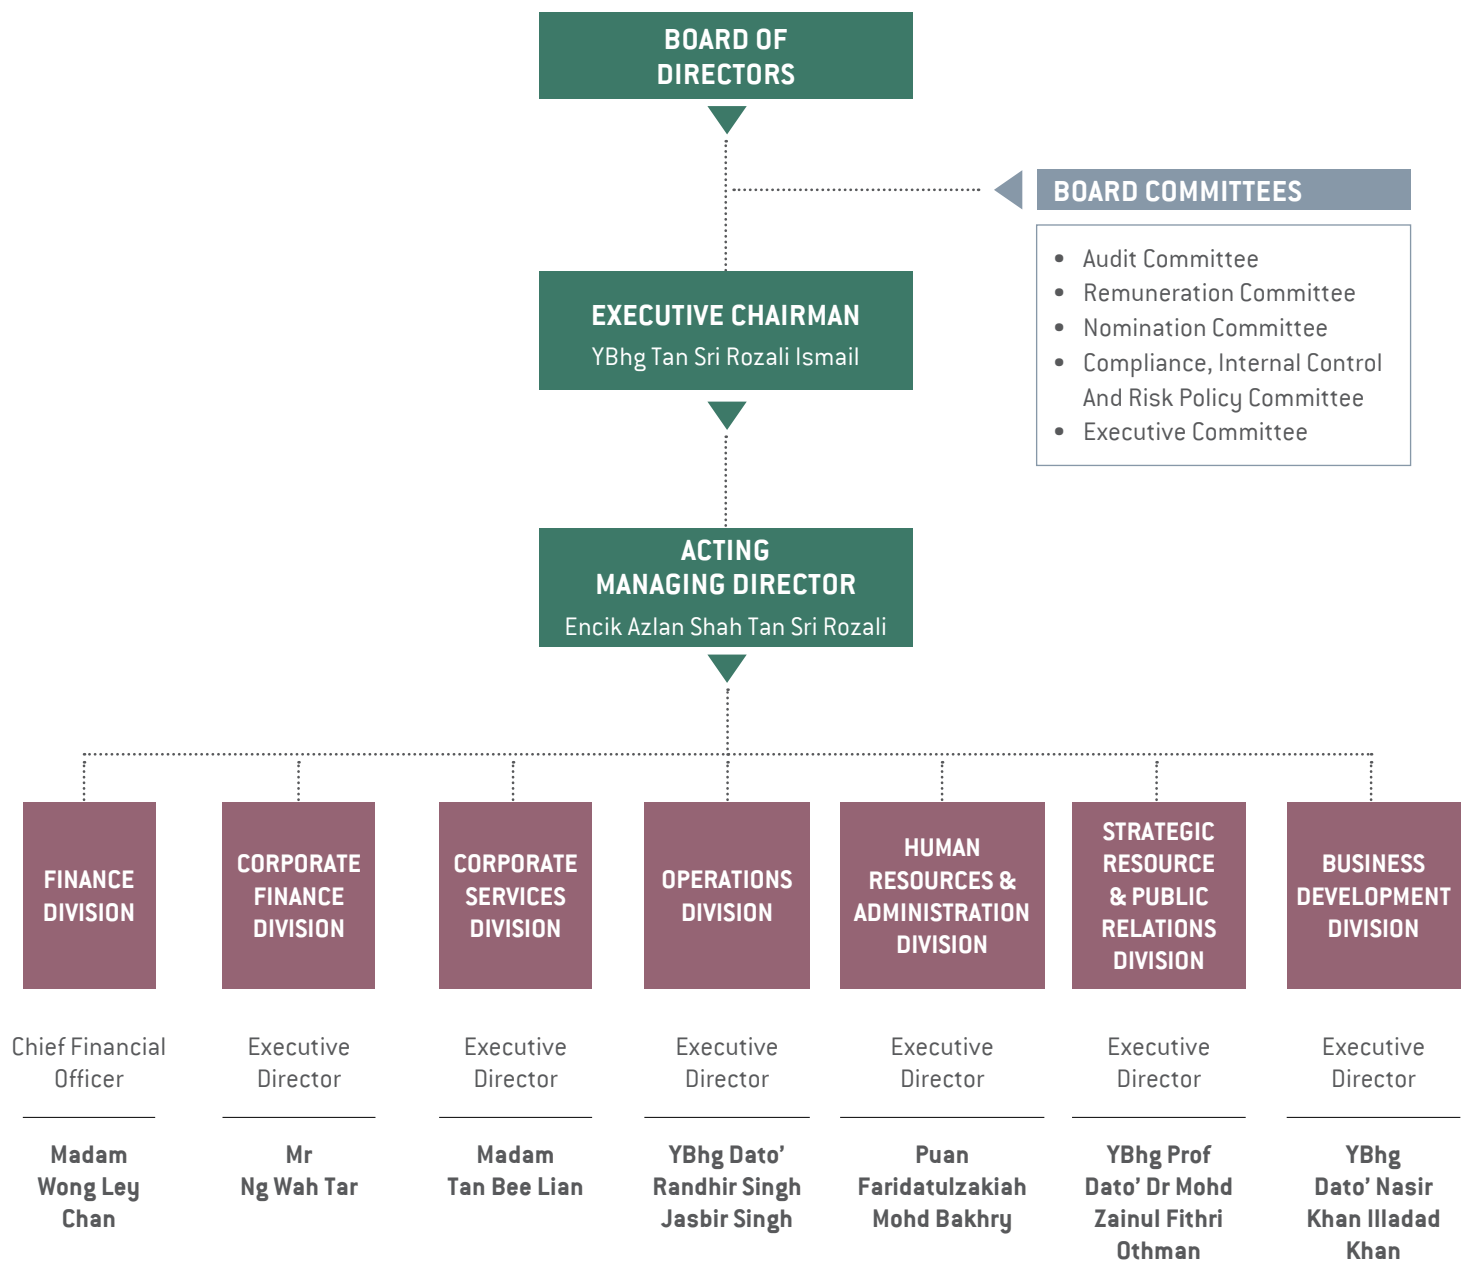 BOARD OF
DIRECTORS
BOARD COMMITTEES
• Audit Committee
• Remuneration Committee
• Nomination Committee
• Compliance, Internal Control
And Risk Policy Committee
• Executive Committee
EXECUTIVE CHAIRMAN
YBhg Tan Sri Rozali Ismail
ACTING
MANAGING DIRECTOR
Encik Azlan Shah Tan Sri Rozali
FINANCE
DIVISION
Chief Financial
Officer
Madam
Wong Ley
Chan
CORPORATE
FINANCE
DIVISION
Executive
Director
Mr
Ng Wah Tar
CORPORATE
SERVICES
DIVISION
Executive
Director
Madam
Tan Bee Lian
OPERATIONS
DIVISION
Executive
Director
YBhg Dato’
Randhir Singh
Jasbir Singh
HUMAN
RESOURCES &
ADMINISTRATION
DIVISION
Executive
Director
Puan
Faridatulzakiah
Mohd Bakhry
STRATEGIC
RESOURCE
& PUBLIC
RELATIONS
DIVISION
Executive
Director
YBhg Prof
Dato’ Dr Mohd
Zainul Fithri
Othman
BUSINESS
DEVELOPMENT
DIVISION
Executive
Director
YBhg
Dato’ Nasir
Khan Illadad
Khan